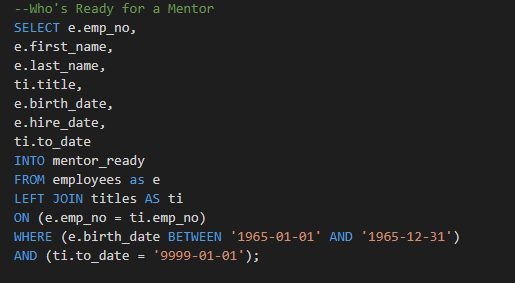 --Who's Ready for a Mentor
SELECT e.emp_no,
e.first_name,
e.last_name,
ti.title,
e.birth_date,
e.hire_date,
ti.to_date
INTO mentor_ready
FROM employees as e
LEFT JOIN titles AS ti
ON (e.emp_no = ti.emp_no)
WHERE (e.birth_date BETWEEN '1965-01-01' AND '1965-12-31')
AND (ti.to_date = '9999-01-01');